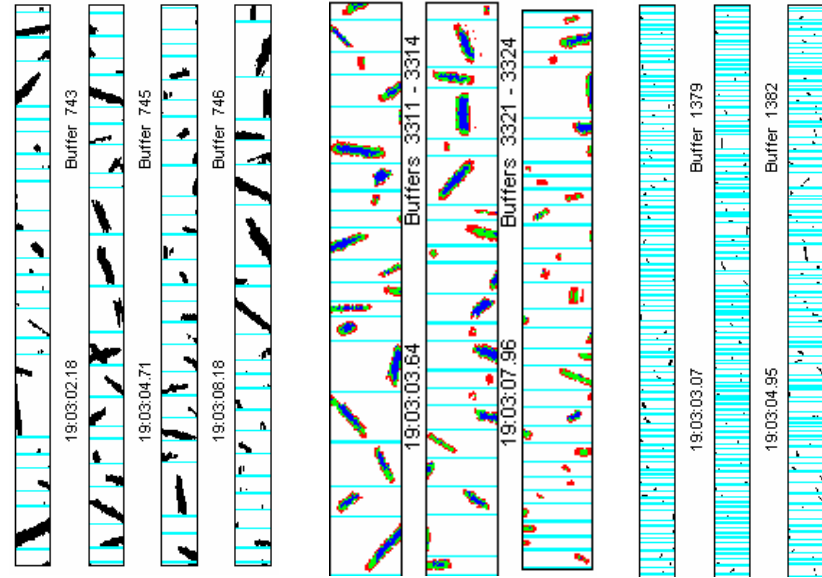 19:03:02.18 Buffer 743
19:03:04.71 Buffer 745
19:03:08.18 Buffer 746
19:03:03.64 Buffers 3311 - 3314
19:03:07.96 Buffers 3321 - 3324
19:03:03.07 Buffer 1379
19:03:04.95 Buffer 1382